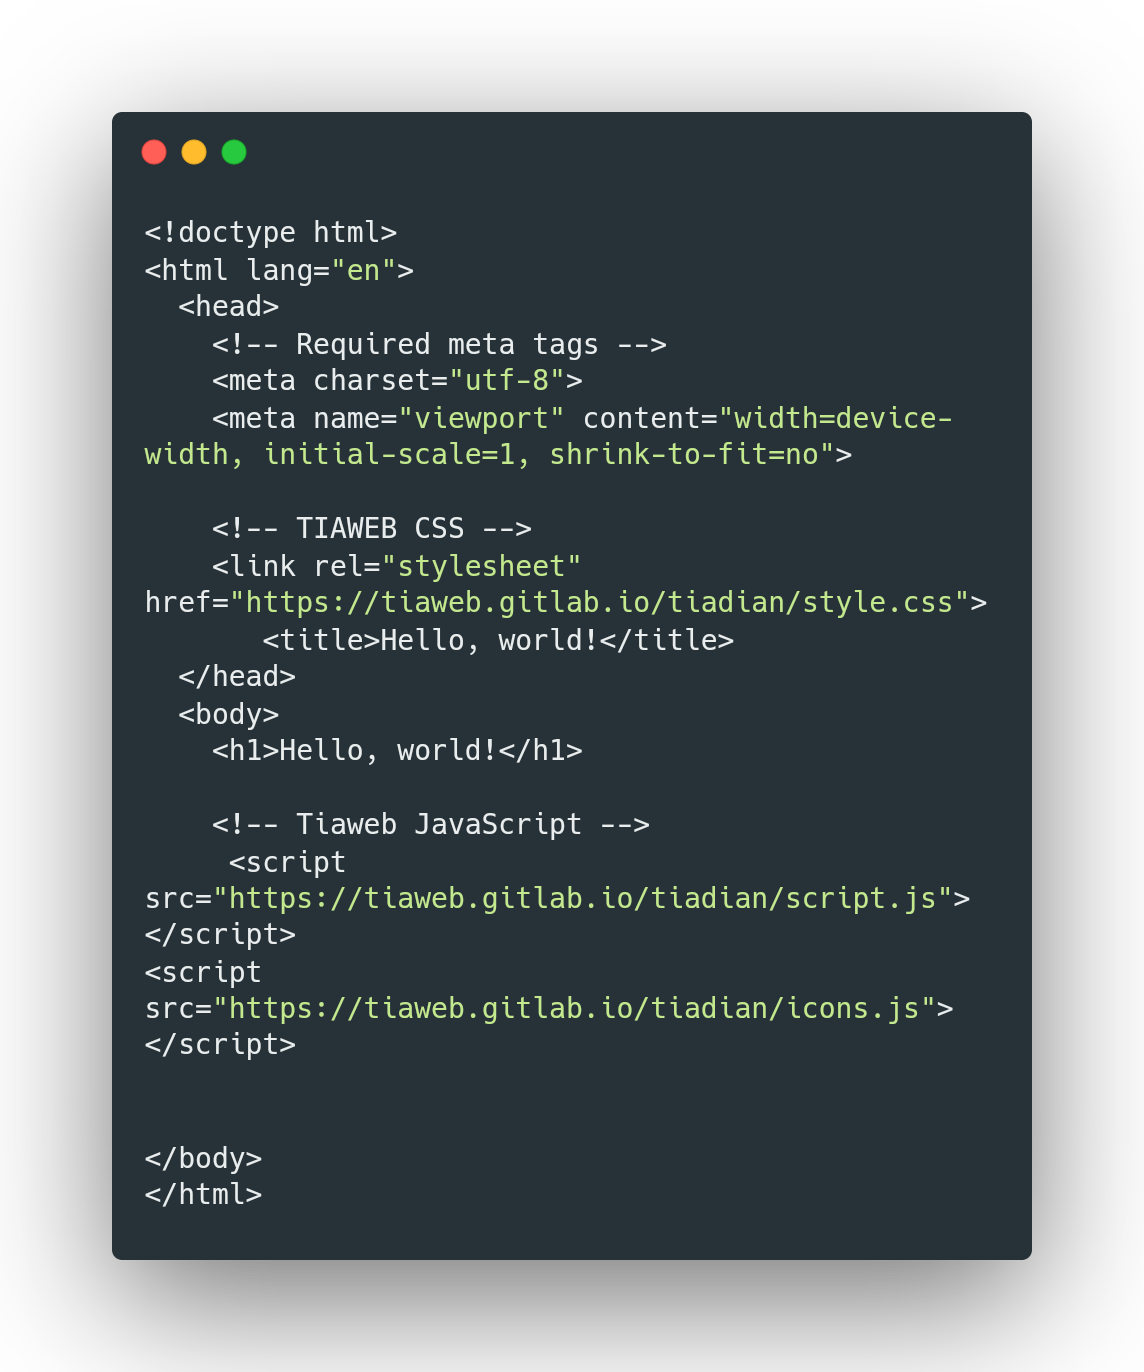 <!doctype html>
<html lang="en">
  <head>
    <!-- Required meta tags -->
    <meta charset="utf-8">
    <meta name="viewport" content="width=device-
width, initial-scale=1, shrink-to-fit=no">

    <!-- TIAWEB CSS -->
    <link rel="stylesheet"
href="https://tiaweb.gitlab.io/tiadian/style.css">
       <title>Hello, world!</title>
  </head>
  <body>
    <h1>Hello, world!</h1>

    <!-- Tiaweb JavaScript -->
     <script
src="https://tiaweb.gitlab.io/tiadian/script.js">
</script>
<script
src="https://tiaweb.gitlab.io/tiadian/icons.js">
</script>


</body>
</html>